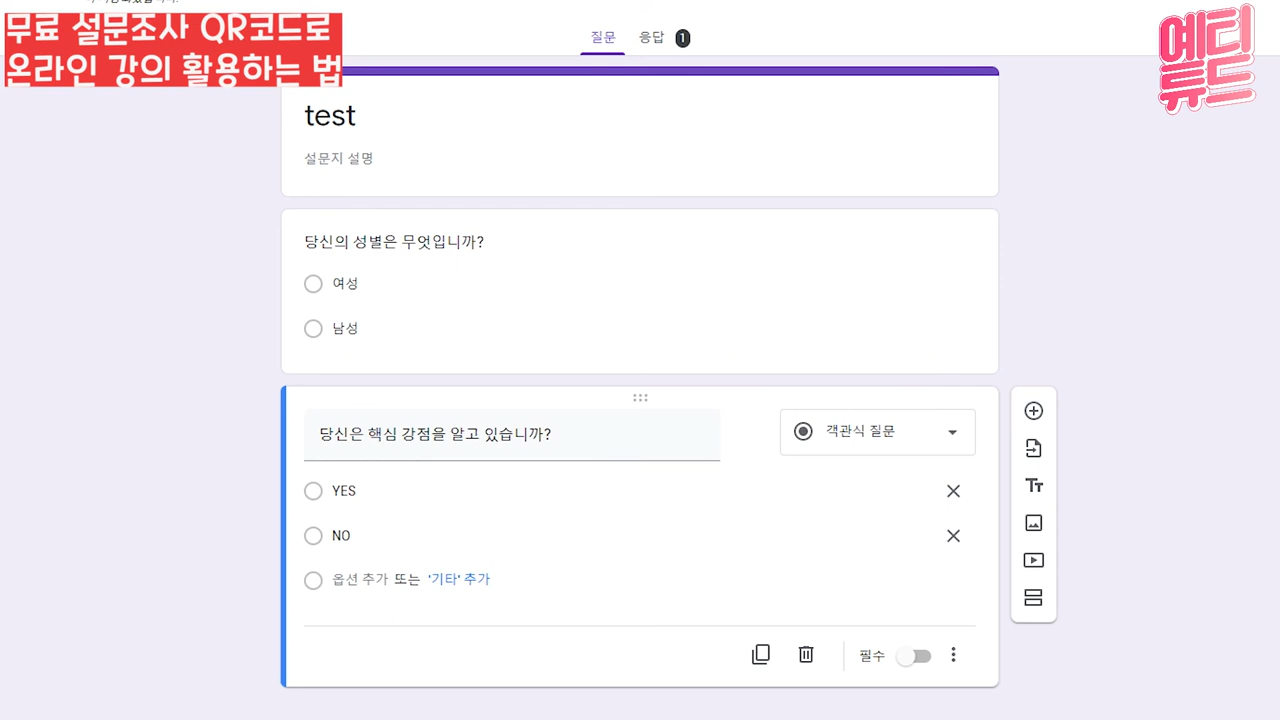 무료 설문조사 QR코드로
온라인 강의 활용하는 법
질문 응답 1
예티
튜드
test
설문지 설명
당신의 성별은 무엇입니까?
여성
남성
당신은 핵심 강점을 알고 있습니까?
객관식 질문
YES
NO
옵션 추가 또는 '기타' 추가
필수